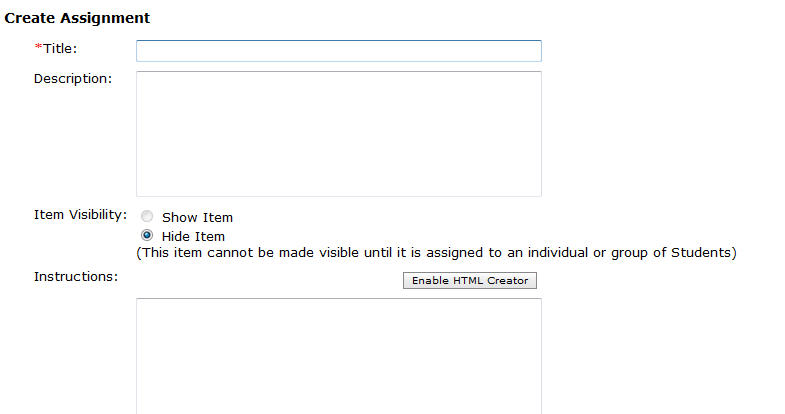 Create Assignment
*Title:
Description:
Item Visibility:
Show Item
Hide Item
(This item cannot be made visible until it is assigned to an individual or group of Students)
Instructions:
Enable HTML Creator